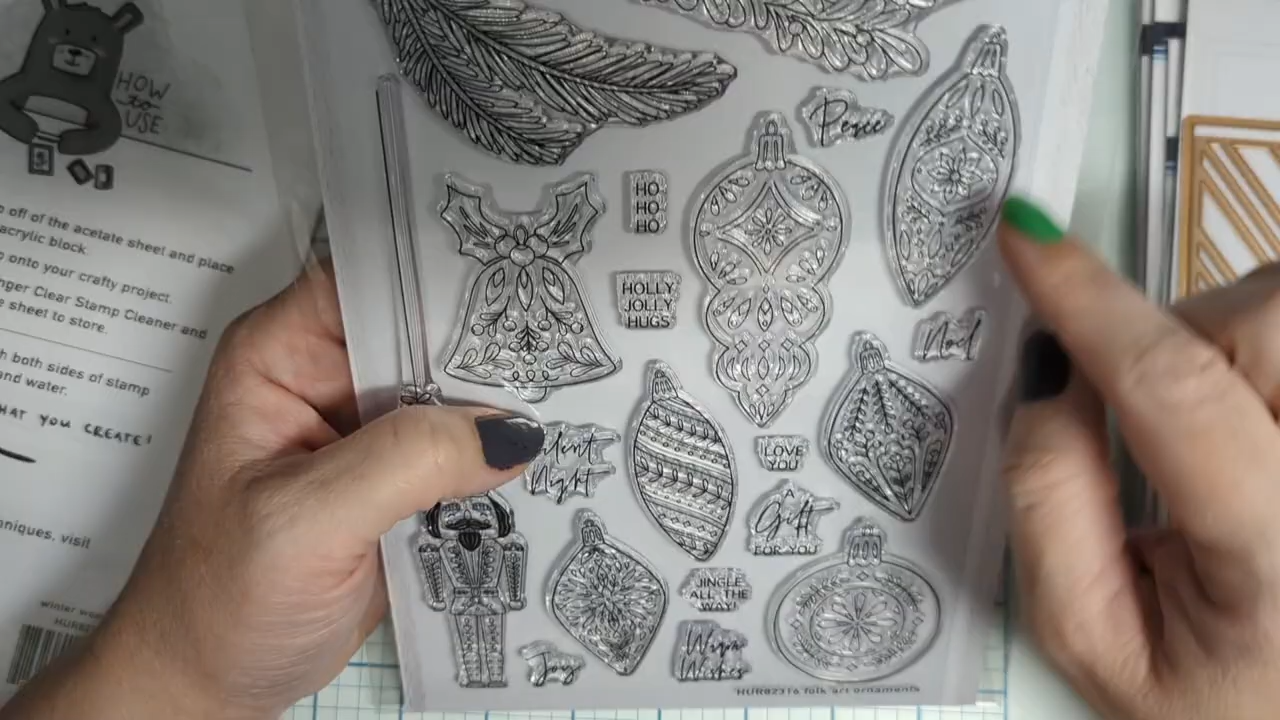 HOW
to
USE
off of the acetate sheet and place
acrylic block.
onto your crafty project.
nger Clear Stamp Cleaner and
sheet to store.
both sides of stamp
and water.
HAT YOU CREATE!
niques, visit
winter
Peace
HO
HO
HO
HOLLY
JOLLY
HUGS
Noel
Silent
Night
LOVE
YOU
A
Gift
FOR YOU
JINGLE
ALL THE
WAY!
Warm
Wishes
Joy
HUR82316 folk art ornaments